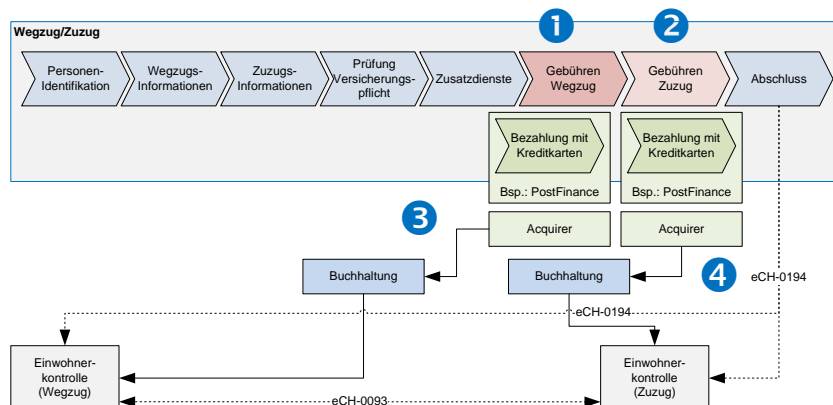 Wegzug/Zuzug
1
2
Personen-
Identifikation
Wegzugs-
Informationen
Zuzugs-
Informationen
Prüfung
Versicherungs-
pflicht
Zusatzdienste
Gebühren
Wegzug
Gebühren
Zuzug
Abschluss
Bezahlung mit
Kreditkarten
Bsp.: PostFinance
Bezahlung mit
Kreditkarten
Bsp.: PostFinance
3
Acquirer
Acquirer
Buchhaltung
Buchhaltung
4
eCH-0194
eCH-0194
Einwohner-
kontrolle
(Wegzug)
Einwohner-
kontrolle
(Zuzug)
eCH-0093